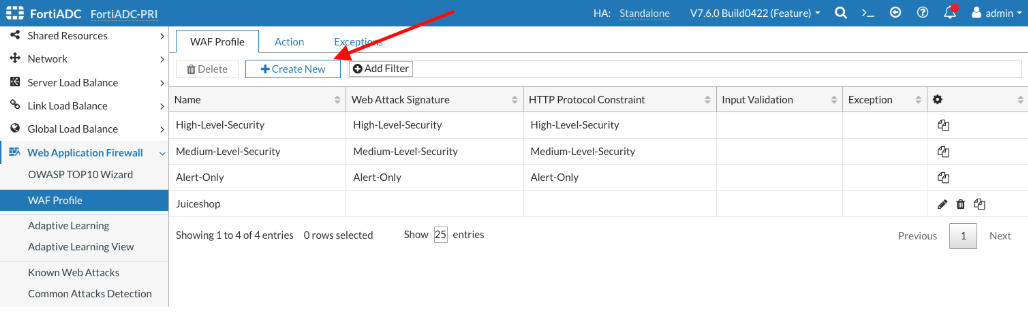 FortiADC FortiADC-PRI HA: Standalone V7.6.0 Build0422 (Feature) admin
Shared Resources
Network
Server Load Balance
Link Load Balance
Global Load Balance
Web Application Firewall
OWASP TOP10 Wizard
WAF Profile
Adaptive Learning
Adaptive Learning View
Known Web Attacks
Common Attacks Detection
WAF Profile Action Exceptions
Delete Create New Add Filter
Name Web Attack Signature HTTP Protocol Constraint Input Validation Exception
High-Level-Security High-Level-Security High-Level-Security
Medium-Level-Security Medium-Level-Security Medium-Level-Security
Alert-Only Alert-Only Alert-Only
Juiceshop
Showing 1 to 4 of 4 entries 0 rows selected Show 25 entries Previous 1 Next